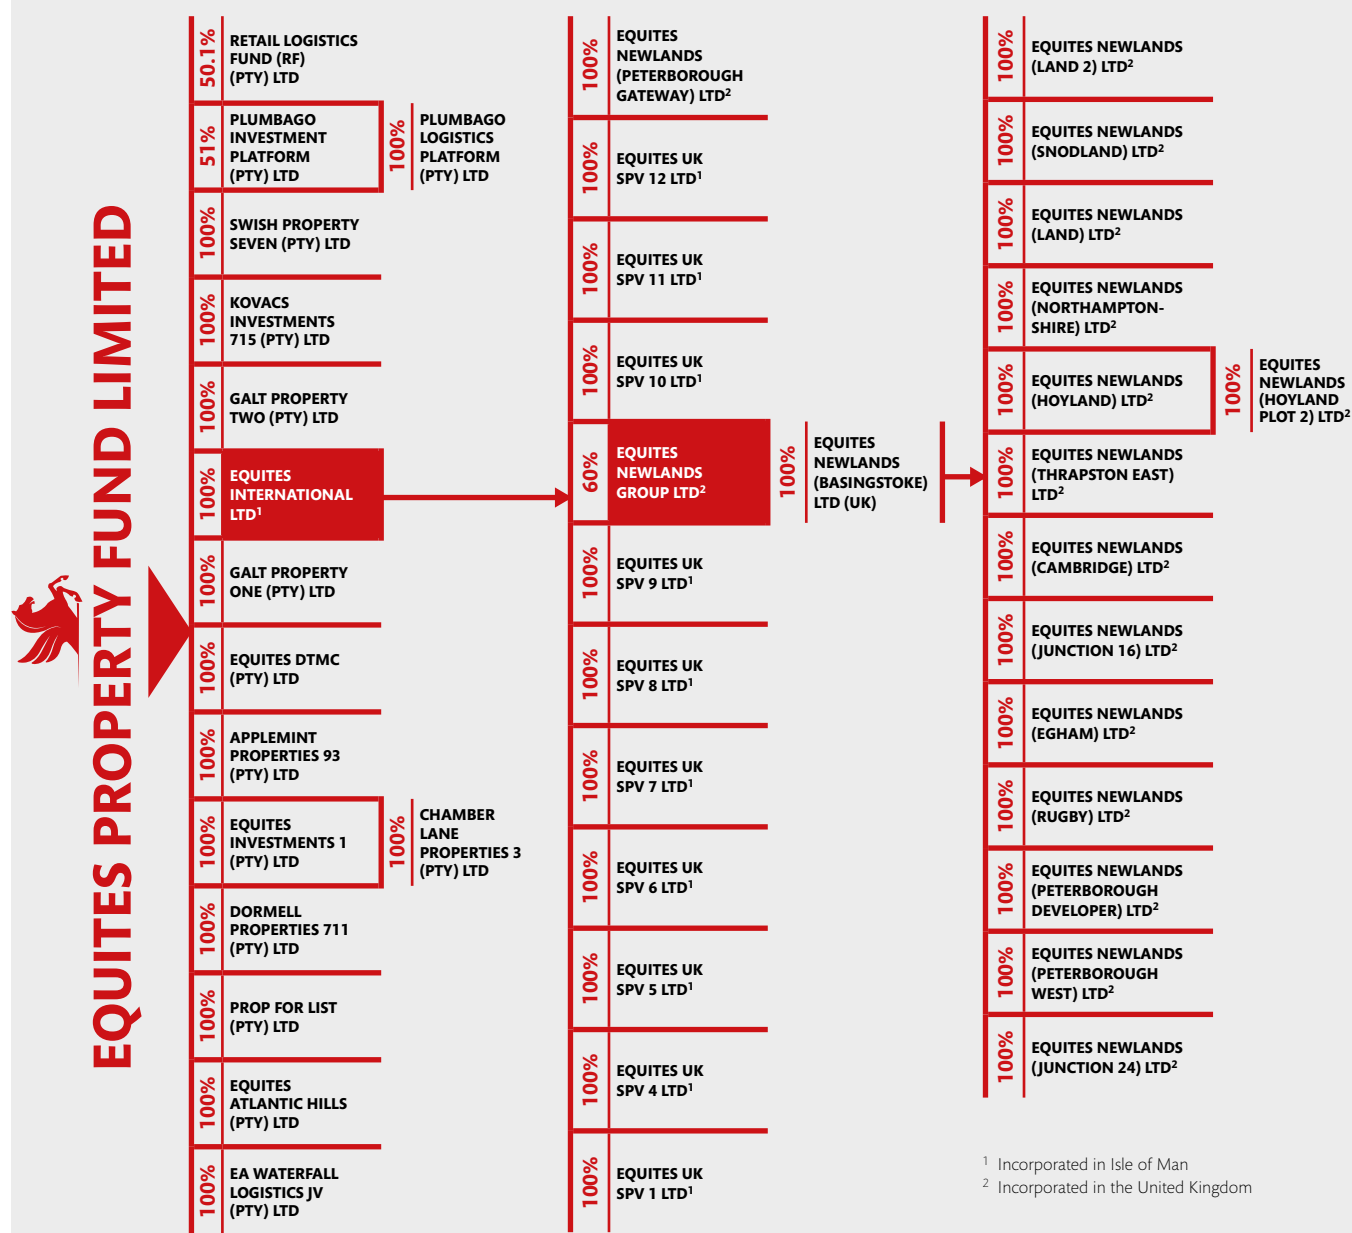 EQUITES PROPERTY FUND LIMITED
50.1%
RETAIL LOGISTICS
FUND (RF)
(PTY) LTD
51%
PLUMBAGO
INVESTMENT
PLATFORM
(PTY) LTD
100%
PLUMBAGO
LOGISTICS
PLATFORM
(PTY) LTD
100%
SWISH PROPERTY
SEVEN (PTY) LTD
100%
KOVACS
INVESTMENTS
715 (PTY) LTD
100%
GALT PROPERTY
TWO (PTY) LTD
100%
EQUITES
INTERNATIONAL
LTD¹
100%
GALT PROPERTY
ONE (PTY) LTD
100%
EQUITES DTMC
(PTY) LTD
100%
APPLEMINT
PROPERTIES 93
(PTY) LTD
100%
EQUITES
INVESTMENTS 1
(PTY) LTD
100%
CHAMBER
LANE
PROPERTIES 3
(PTY) LTD
100%
DORMELL
PROPERTIES 711
(PTY) LTD
100%
PROP FOR LIST
(PTY) LTD
100%
EQUITES
ATLANTIC HILLS
(PTY) LTD
100%
EA WATERFALL
LOGISTICS JV
(PTY) LTD
100%
EQUITES
NEWLANDS
(PETERBOROUGH
GATEWAY) LTD²
100%
EQUITES UK
SPV 12 LTD¹
100%
EQUITES UK
SPV 11 LTD¹
100%
EQUITES UK
SPV 10 LTD¹
60%
EQUITES
NEWLANDS
GROUP LTD²
100%
EQUITES
NEWLANDS
(BASINGSTOKE)
LTD (UK)
100%
EQUITES UK
SPV 9 LTD¹
100%
EQUITES UK
SPV 8 LTD¹
100%
EQUITES UK
SPV 7 LTD¹
100%
EQUITES UK
SPV 6 LTD¹
100%
EQUITES UK
SPV 5 LTD¹
100%
EQUITES UK
SPV 4 LTD¹
100%
EQUITES UK
SPV 1 LTD¹
100%
EQUITES NEWLANDS
(LAND 2) LTD²
100%
EQUITES NEWLANDS
(SNODLAND) LTD²
100%
EQUITES NEWLANDS
(LAND) LTD²
100%
EQUITES NEWLANDS
(NORTHAMPTON-
SHIRE) LTD²
100%
EQUITES NEWLANDS
(HOYLAND) LTD²
100%
EQUITES
NEWLANDS
(HOYLAND
PLOT 2) LTD²
100%
EQUITES NEWLANDS
(THRAPSTON EAST)
LTD²
100%
EQUITES NEWLANDS
(CAMBRIDGE) LTD²
100%
EQUITES NEWLANDS
(JUNCTION 16) LTD²
100%
EQUITES NEWLANDS
(EGHAM) LTD²
100%
EQUITES NEWLANDS
(RUGBY) LTD²
100%
EQUITES NEWLANDS
(PETERBOROUGH
DEVELOPER) LTD²
100%
EQUITES NEWLANDS
(PETERBOROUGH
WEST) LTD²
100%
EQUITES NEWLANDS
(JUNCTION 24) LTD²
¹ Incorporated in Isle of Man
² Incorporated in the United Kingdom